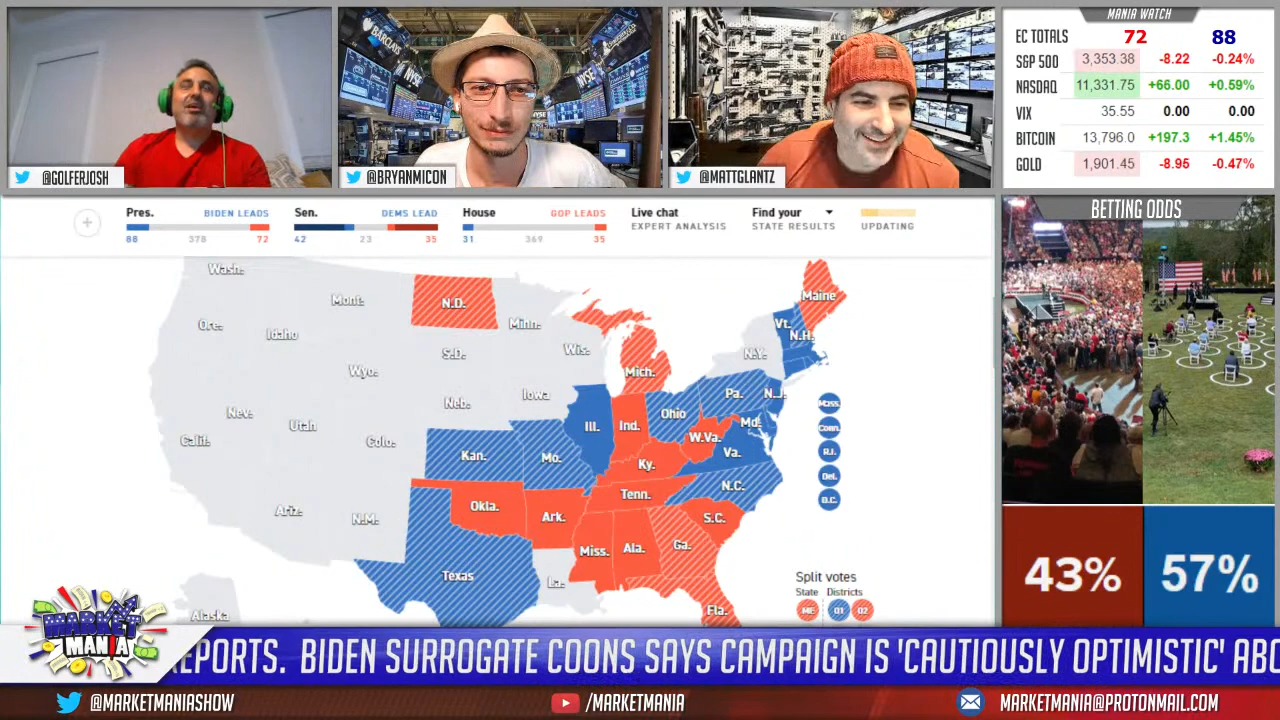 @GOLFERJOSH
BARCLAYS
NYSE
NYSE
@BRYANMICON
@MATTGLANTZ
MANIA WATCH
EC TOTALS 72 88
S&P 500 3,353.38 -8.22 -0.24%
NASDAQ 11,331.75 +66.00 +0.59%
VIX 35.55 0.00 0.00
BITCOIN 13,796.0 +197.3 +1.45%
GOLD 1,901.45 -8.95 -0.47%
Pres. BIDEN LEADS
88 378 72
Sen. DEMS LEAD
42 23 35
House GOP LEADS
31 369 35
Live chat
EXPERT ANALYSIS
Find your
STATE RESULTS
UPDATING
BETTING ODDS
Wash.
Mont.
N.D.
Minn.
Maine
Ore.
Idaho
S.D.
Wis.
Vt.
N.H.
Wyo.
Mich.
N.Y.
Nev.
Neb.
Iowa
Pa.
N.J.
Utah
Colo.
Ill.
Ind.
Ohio
Md.
Mass.
Calif.
Kan.
Mo.
W.Va.
Va.
Conn.
Ky.
R.I.
Del.
D.C.
Ariz.
N.M.
Okla.
Ark.
Tenn.
N.C.
S.C.
Texas
La.
Miss.
Ala.
Ga.
Fla.
Alaska
Split votes
State Districts
ME 01 02
43% 57%
MARKET
MANIA
EPORTS. BIDEN SURROGATE COONS SAYS CAMPAIGN IS 'CAUTIOUSLY OPTIMISTIC' ABO
@MARKETMANIASHOW
/MARKETMANIA
MARKETMANIA@PROTONMAIL.COM